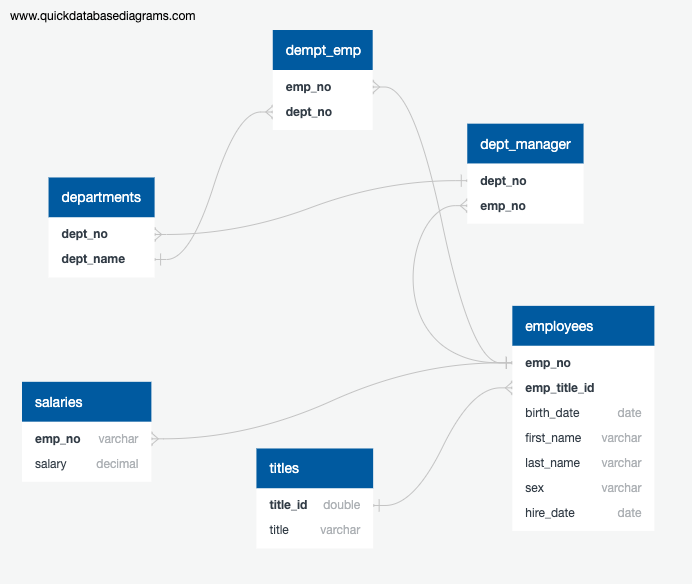 www.quickdatabasediagrams.com
dempt_emp
emp_no
dept_no
dept_manager
dept_no
emp_no
departments
dept_no
dept_name
employees
emp_no
emp_title_id
birth_date date
first_name varchar
last_name varchar
sex varchar
hire_date date
salaries
emp_no varchar
salary decimal
titles
title_id double
title varchar